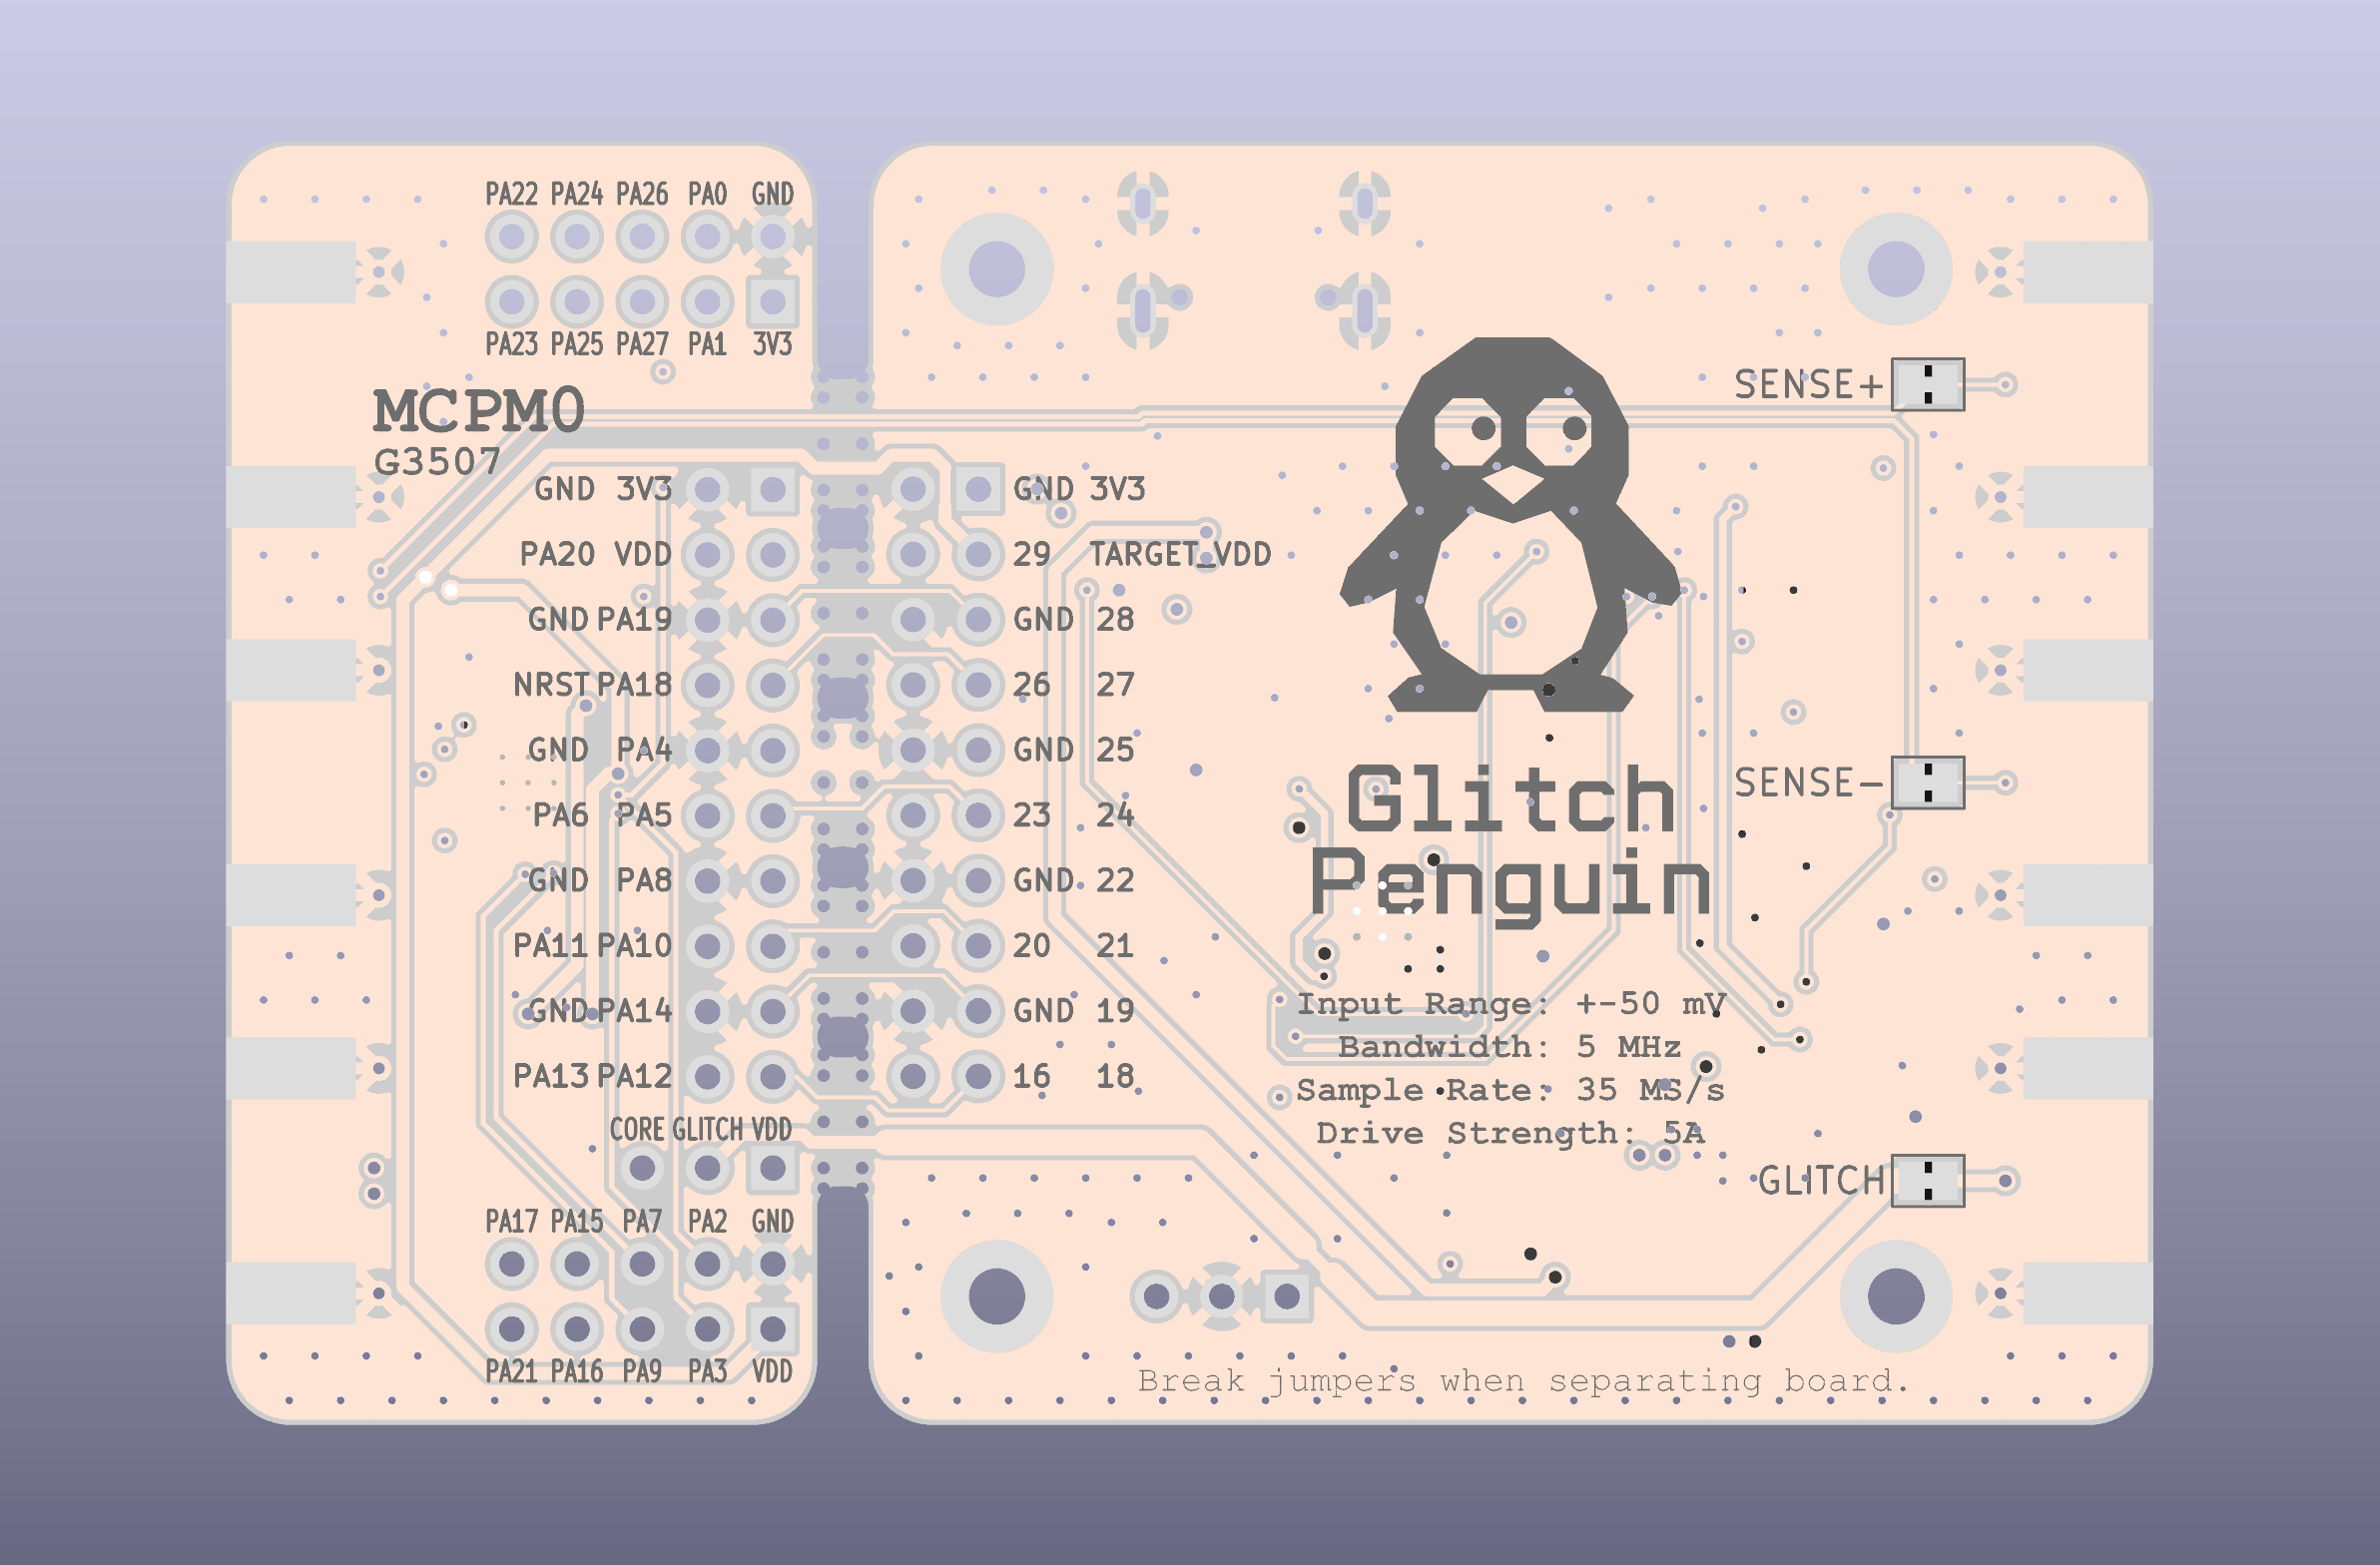 PA22 PA24 PA26 PA0 GND
PA23 PA25 PA27 PA1 3V3
MCPM0
G3507
SENSE+
GND 3V3
GND 3V3
PA20 VDD
29 TARGET_VDD
GND PA19
GND 28
NRST PA18
26 27
GND PA4
GND 25
PA6 PA5
23 24
GND PA8
GND 22
PA11 PA10
20 21
GND PA14
GND 19
PA13 PA12
16 18
CORE GLITCH VDD
PA17 PA15 PA7 PA2 GND
PA21 PA16 PA9 PA3 VDD
SENSE-
Glitch
Penguin
Input Range: +-50 mV
Bandwidth: 5 MHz
Sample Rate: 35 MS/s
Drive Strength: 5A
GLITCH
Break jumpers when separating board.